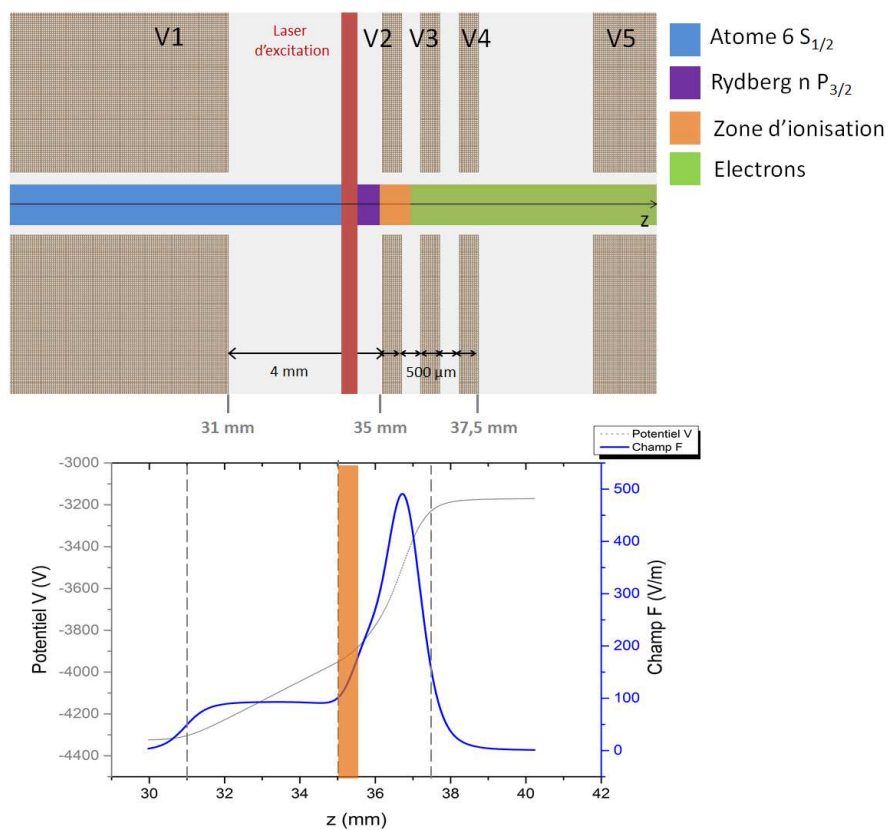 V1
Laser
d'excitation
V2
V3
V4
V5
Atome 6 S1/2
Rydberg n P3/2
Zone d'ionisation
Electrons
z
4 mm
500 µm
31 mm
35 mm
37,5 mm
Potentiel V
Champ F
-3000
-3200
-3400
-3600
-3800
-4000
-4200
-4400
Potentiel V (V)
500
400
300
200
100
0
Champ F (V/m)
30
32
34
36
38
40
42
z (mm)